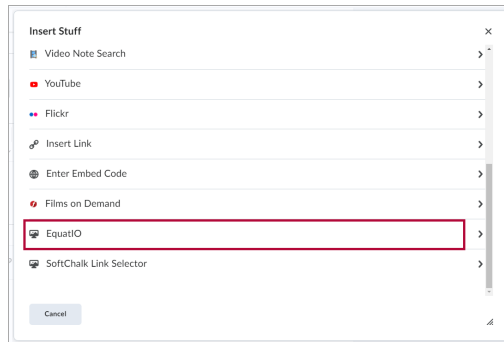 Insert Stuff
Video Note Search
YouTube
Flickr
Insert Link
Enter Embed Code
Films on Demand
EquatIO
SoftChalk Link Selector
Cancel